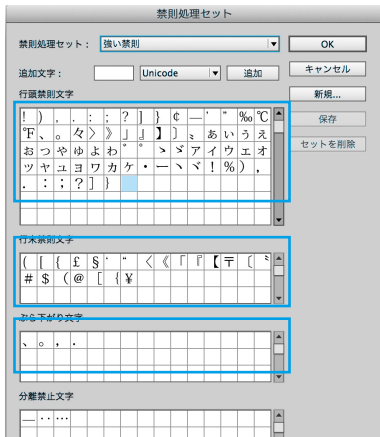 禁則処理セット
禁則処理セット： 強い禁則
OK
追加文字： Unicode 追加
キャンセル
行頭禁則文字
新規...
保存
セットを削除
! ) , . : ; ? ] } ¢ — ' " ‰ ℃
℉ 、 。 々 〉 》 」 』 】 〕 〟 ぁ ぃ ぅ ぇ
ぉ っ ゃ ゅ ょ ゎ ゛ ゜ ゝ ゞ ァ ィ ゥ ェ ォ
ッ ャ ュ ョ ヮ ヵ ヶ ・ ー ヽ ヾ ！ ％ ） ，
． ： ； ？ ］ ｝
行末禁則文字
( [ { £ § ‘ “ 〈 《 「 『 【 〒 〔 〝
＃ ＄ （ ＠ ［ ｛ ￥
ぶら下がり文字
、 。 ， ．
分離禁止文字
— ‥ …